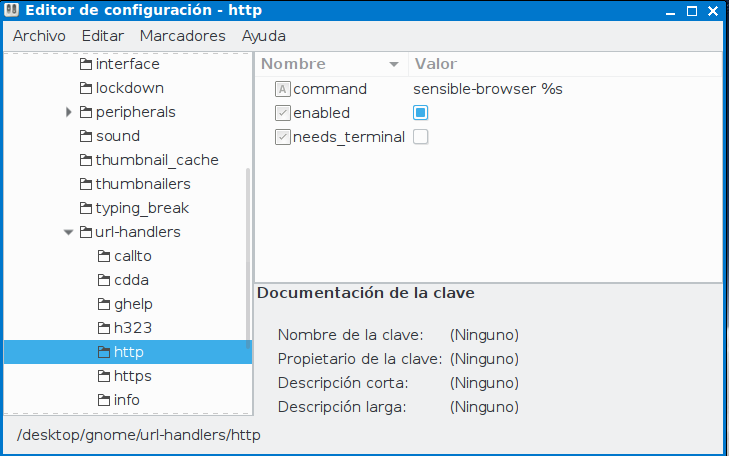 Editor de configuración - http
Archivo Editar Marcadores Ayuda
interface
lockdown
peripherals
sound
thumbnail_cache
thumbnailers
typing_break
url-handlers
callto
cdda
ghelp
h323
http
https
info
Nombre Valor
A command sensible-browser %s
enabled
needs_terminal
Documentación de la clave
Nombre de la clave: (Ninguno)
Propietario de la clave: (Ninguno)
Descripción corta: (Ninguno)
Descripción larga: (Ninguno)
/desktop/gnome/url-handlers/http